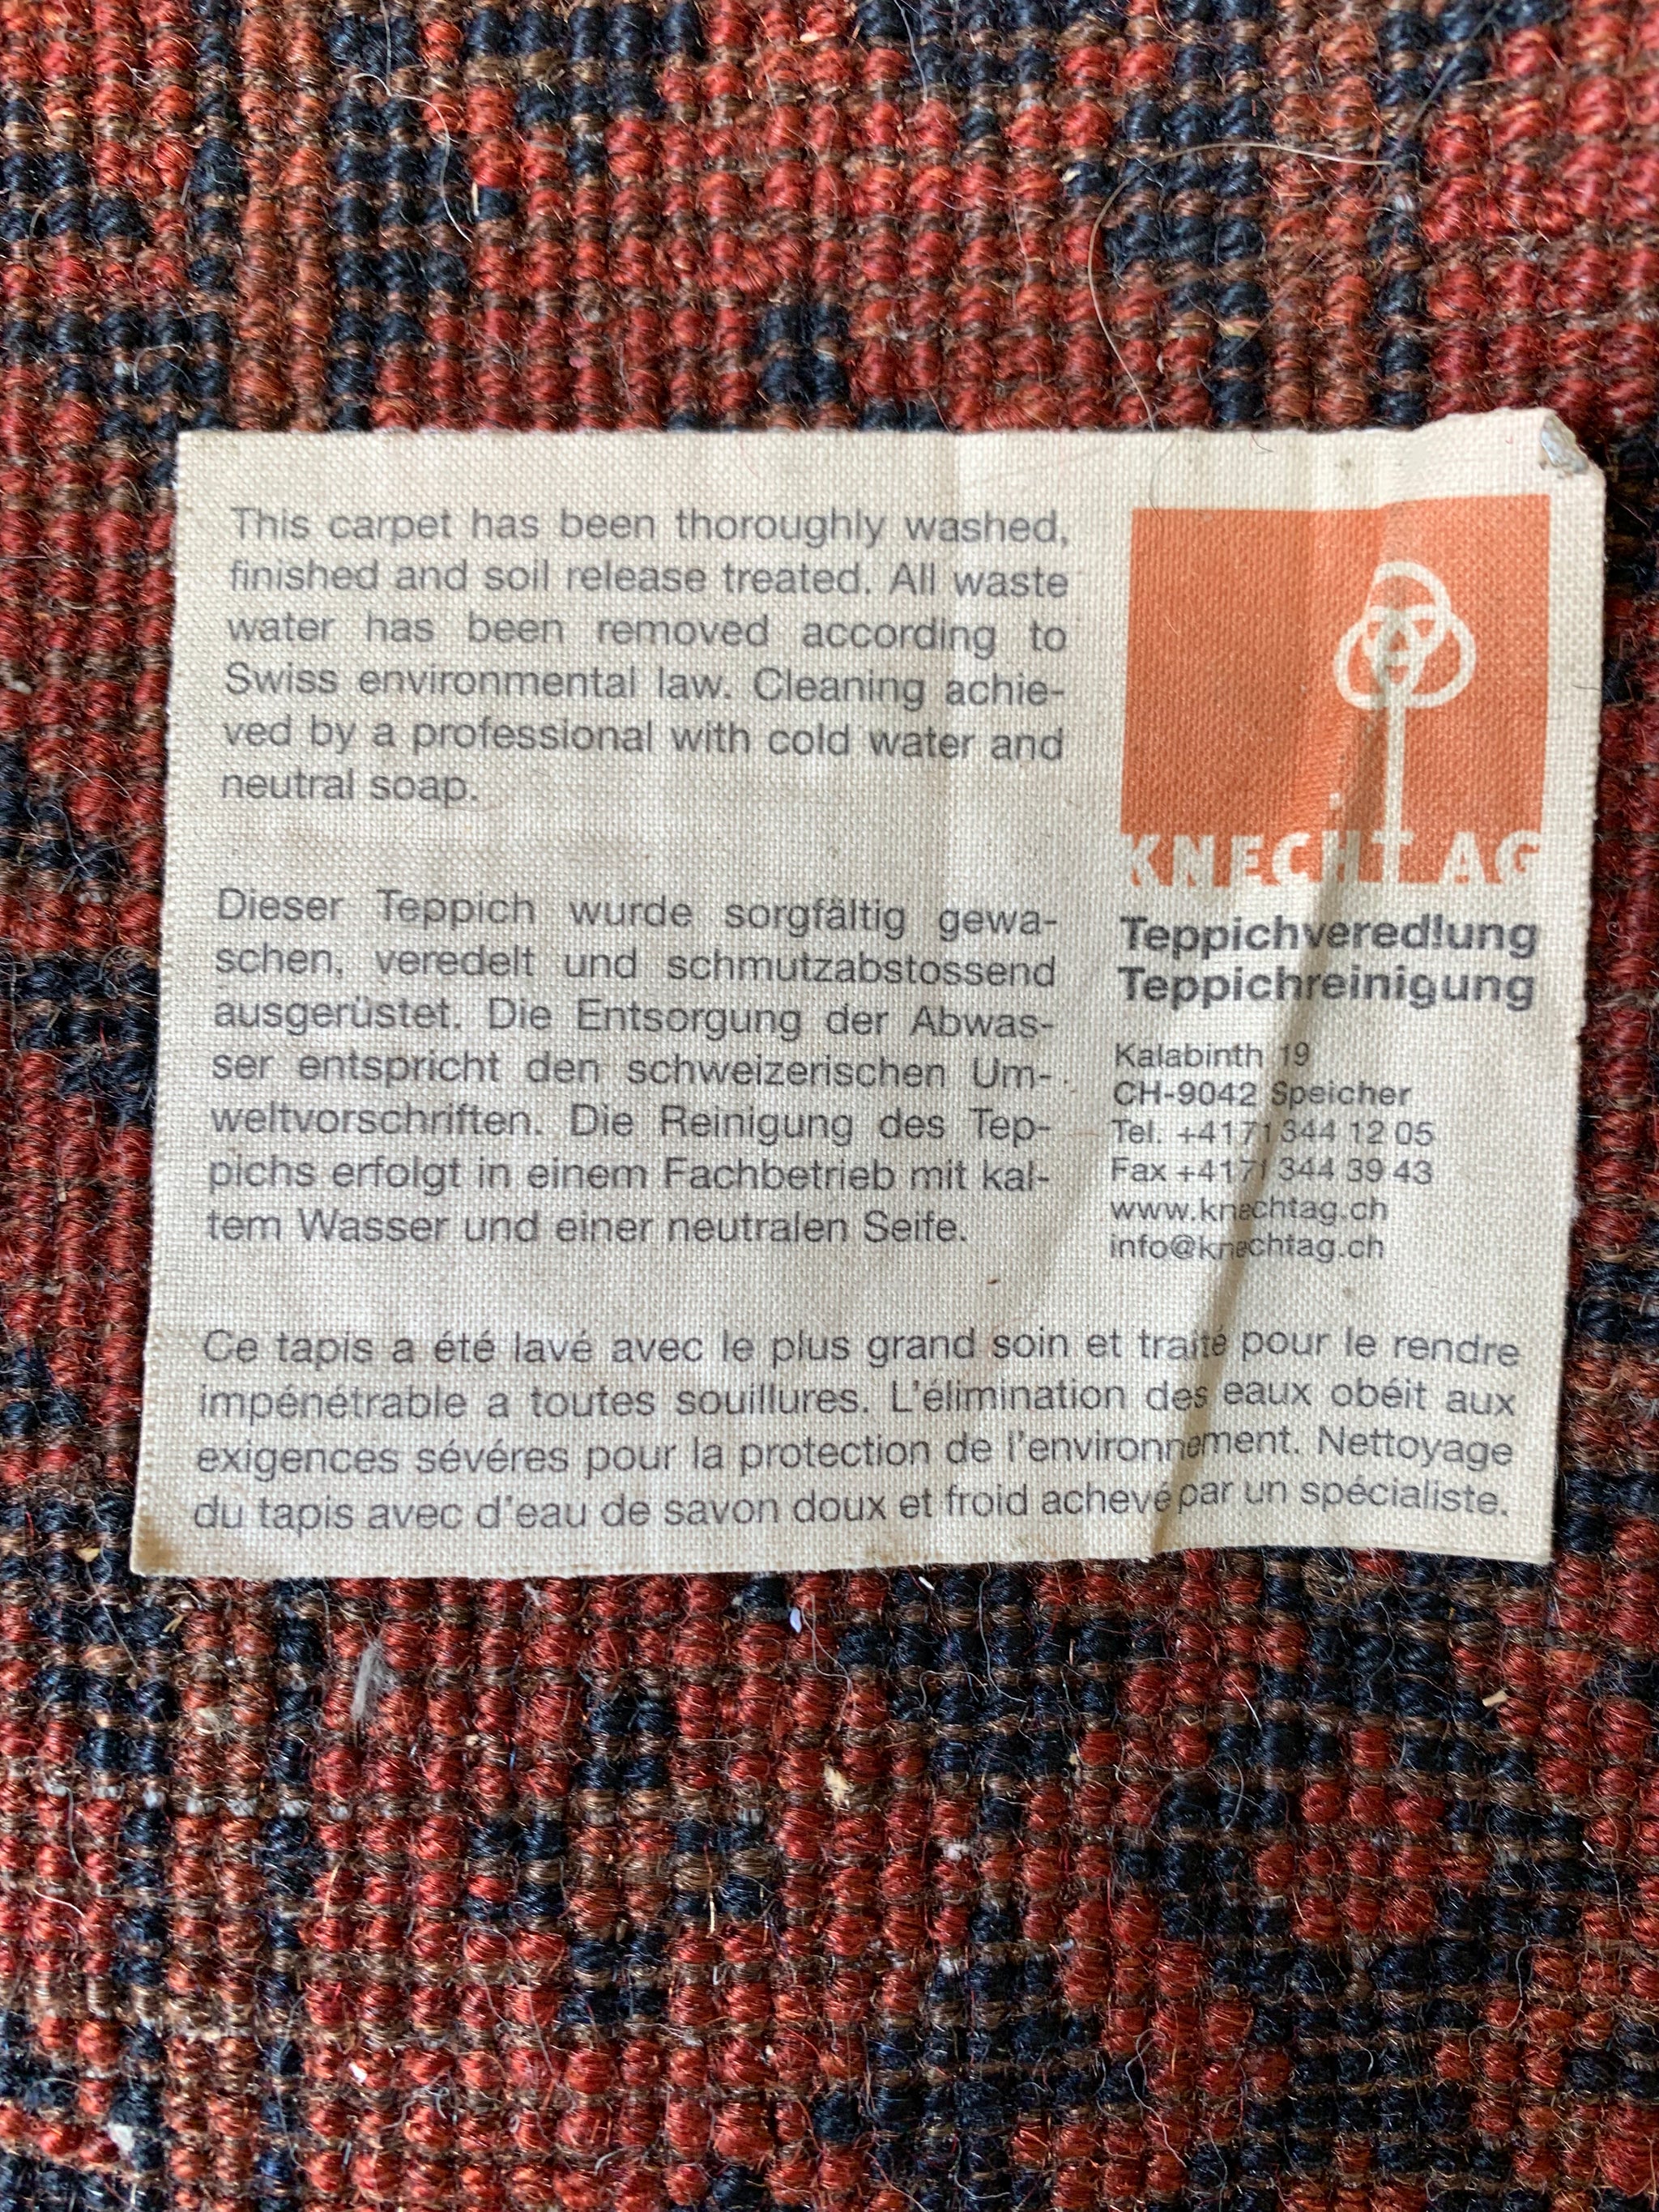 This carpet has been thoroughly washed,
finished and soil release treated. All waste
water has been removed according to
Swiss environmental law. Cleaning achie-
ved by a professional with cold water and
neutral soap.
Dieser Teppich wurde sorgfältig gewa-
schen, veredelt und schmutzabstossend
ausgerüstet. Die Entsorgung der Abwas-
ser entspricht den schweizerischen Um-
weltvorschriften. Die Reinigung des Tep-
pichs erfolgt in einem Fachbetrieb mit kal-
tem Wasser und einer neutralen Seife.
KNECHT AG
Teppichveredlung
Teppichreinigung
Kalabinth 19
CH-9042 Speicher
Tel. +4171 344 12 05
Fax +4171 344 39 43
www.knechtag.ch
info@knechtag.ch
Ce tapis a été lavé avec le plus grand soin et traité pour le rendre
impénétrable a toutes souillures. L'élimination des eaux obéit aux
exigences sévéres pour la protection de l'environnement. Nettoyage
du tapis avec d'eau de savon doux et froid achevé par un spécialiste.